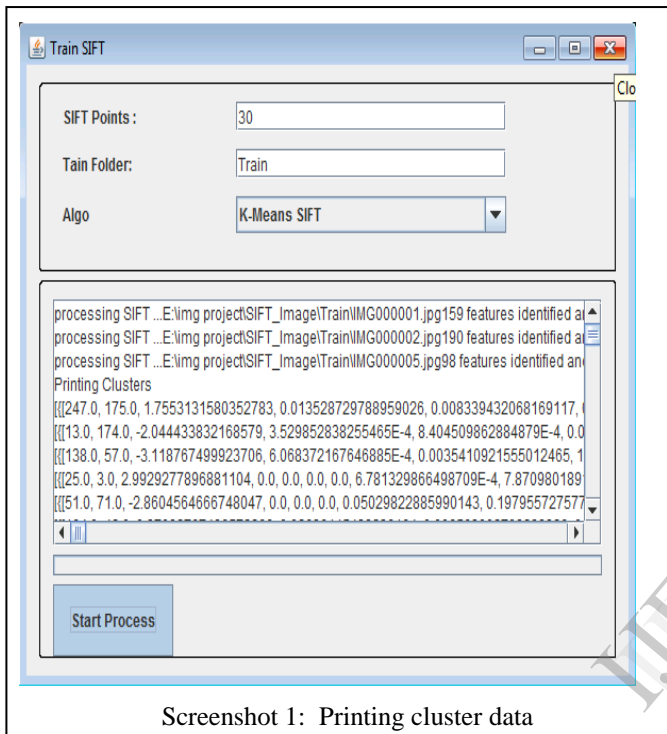 Train SIFT
Clo
SIFT Points :
30
Tain Folder:
Train
Algo
K-Means SIFT
processing SIFT ...E:\img project\SIFT_Image\Train\IMG000001.jpg159 features identified a
processing SIFT ...E:\img project\SIFT_Image\Train\IMG000002.jpg190 features identified a
processing SIFT ...E:\img project\SIFT_Image\Train\IMG000005.jpg98 features identified an
Printing Clusters
[{[247.0, 175.0, 1.7553131580352783, 0.013528729788959026, 0.008339432068169117,
[{[13.0, 174.0, -2.044433832168579, 3.529852838255465E-4, 8.404509862884879E-4, 0.0
[{[138.0, 57.0, -3.118767499923706, 6.068372167646885E-4, 0.0035410921555012465, 1
[{[25.0, 3.0, 2.9929277896881104, 0.0, 0.0, 0.0, 0.0, 6.781329866498709E-4, 7.870980189
[{[51.0, 71.0, -2.8604564666748047, 0.0, 0.0, 0.0, 0.05029822885990143, 0.197955727577
Start Process
Screenshot 1: Printing cluster data